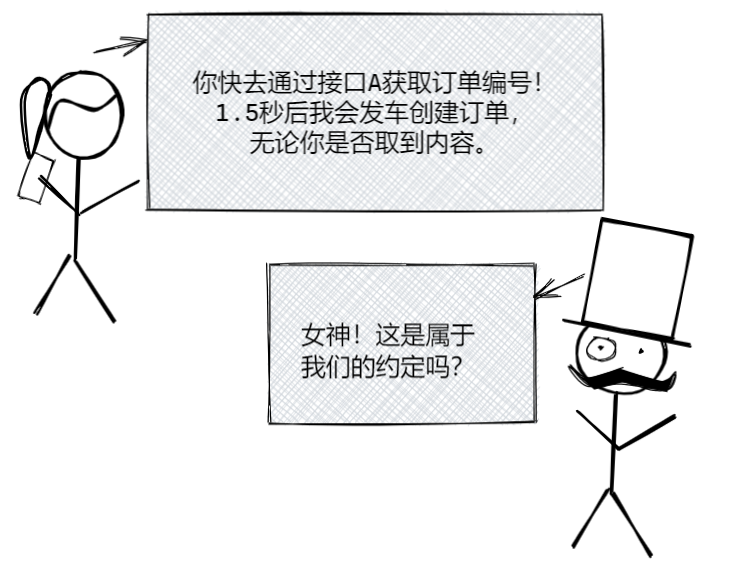 你快去通过接口A获取订单编号！
1.5秒后我会发车创建订单，
无论你是否取到内容。
女神！这是属于
我们的约定吗？